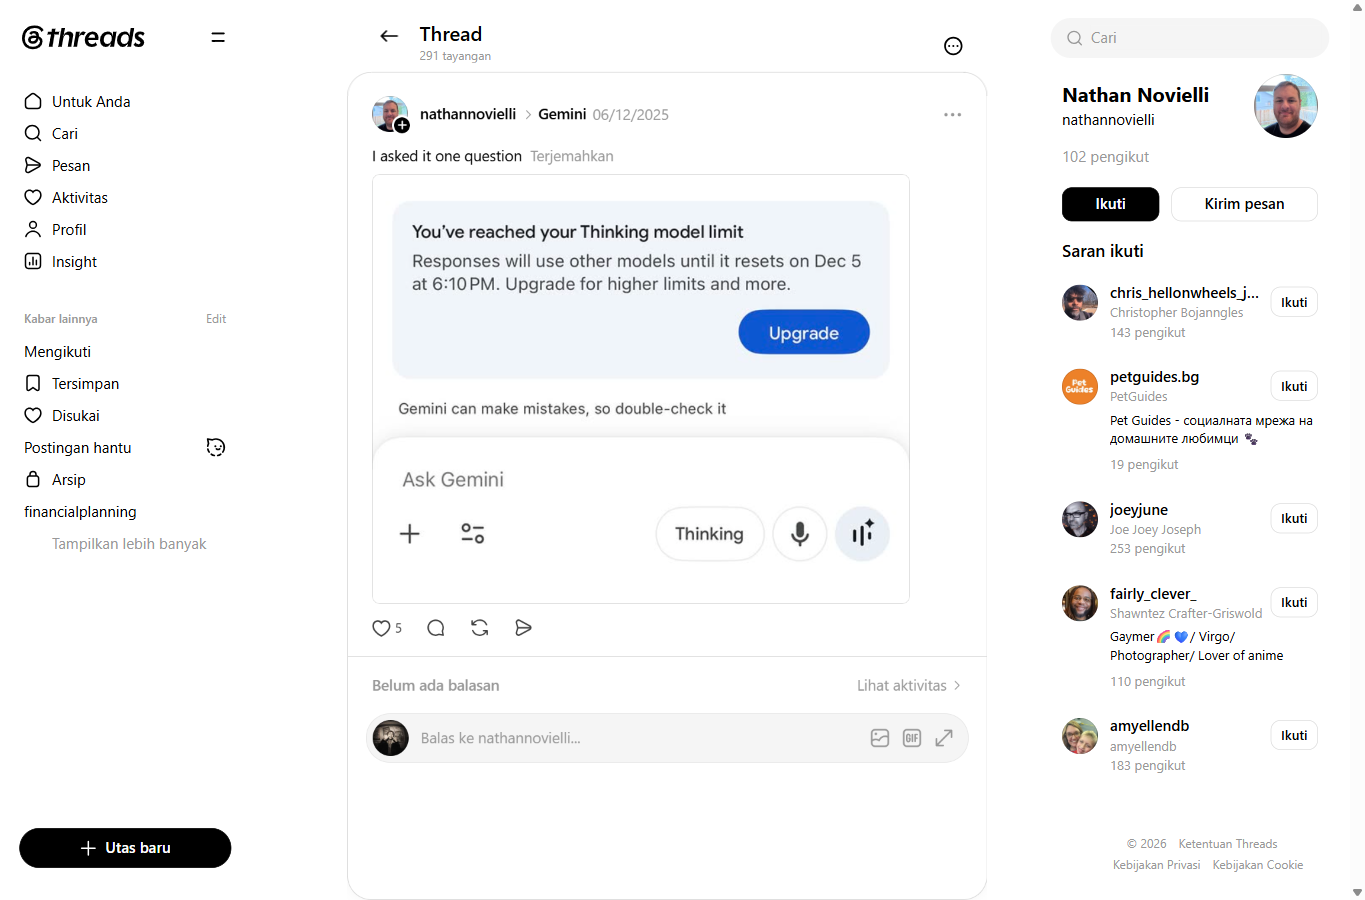 threads
Untuk Anda
Cari
Pesan
Aktivitas
Profil
Insight
Kabar lainnya
Edit
Mengikuti
Tersimpan
Disukai
Postingan hantu
Arsip
financialplanning
Tampilkan lebih banyak
Utas baru
Thread
291 tayangan
nathannovielli > Gemini 06/12/2025
I asked it one question Terjemahkan
You've reached your Thinking model limit
Responses will use other models until it resets on Dec 5
at 6:10 PM. Upgrade for higher limits and more.
Upgrade
Gemini can make mistakes, so double-check it
Ask Gemini
Thinking
5
Belum ada balasan
Lihat aktivitas >
Balas ke nathannovielli...
GIF
Cari
Nathan Novielli
nathannovielli
102 pengikut
Ikuti
Kirim pesan
Saran ikuti
chris_hellonwheels_j...
Christopher Bojanngles
143 pengikut
Ikuti
Pet Guides
petguides.bg
PetGuides
Ikuti
Pet Guides - социалната мрежа на
домашните любимци 🐾
19 pengikut
joeyjune
Joe Joey Joseph
253 pengikut
Ikuti
fairly_clever_
Shawntez Crafter-Griswold
Ikuti
Gaymer🌈 💙/ Virgo/
Photographer/ Lover of anime
110 pengikut
amyellendb
amyellendb
183 pengikut
Ikuti
© 2026 Ketentuan Threads
Kebijakan Privasi Kebijakan Cookie